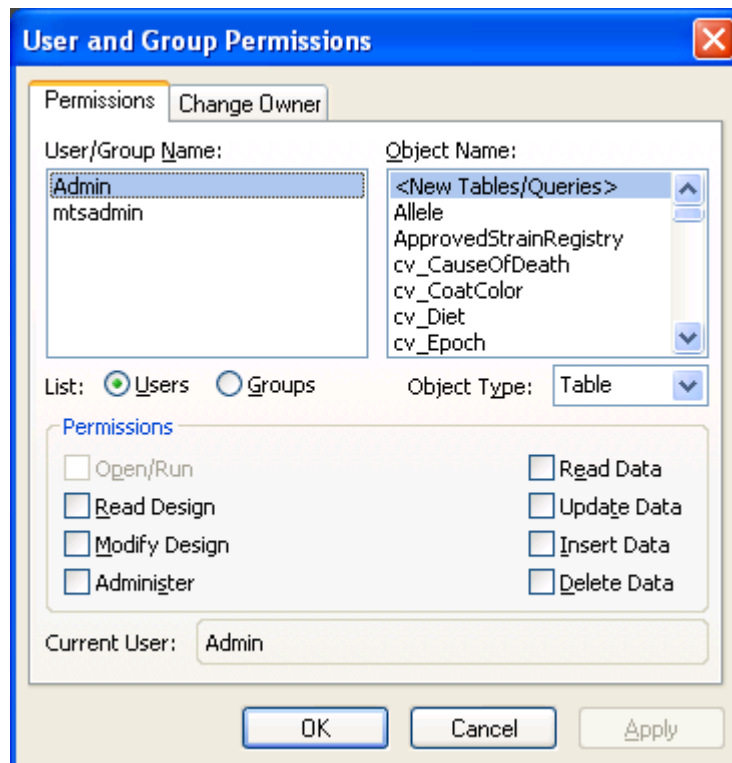 User and Group Permissions
Permissions Change Owner
User/Group Name: Object Name:
Admin <New Tables/Queries>
mtsadmin Allele
ApprovedStrainRegistry
cv_CauseOfDeath
cv_CoatColor
cv_Diet
cv_Epoch
List: Users Groups Object Type: Table
Permissions
Open/Run Read Data
Read Design Update Data
Modify Design Insert Data
Administer Delete Data
Current User: Admin
OK Cancel Apply